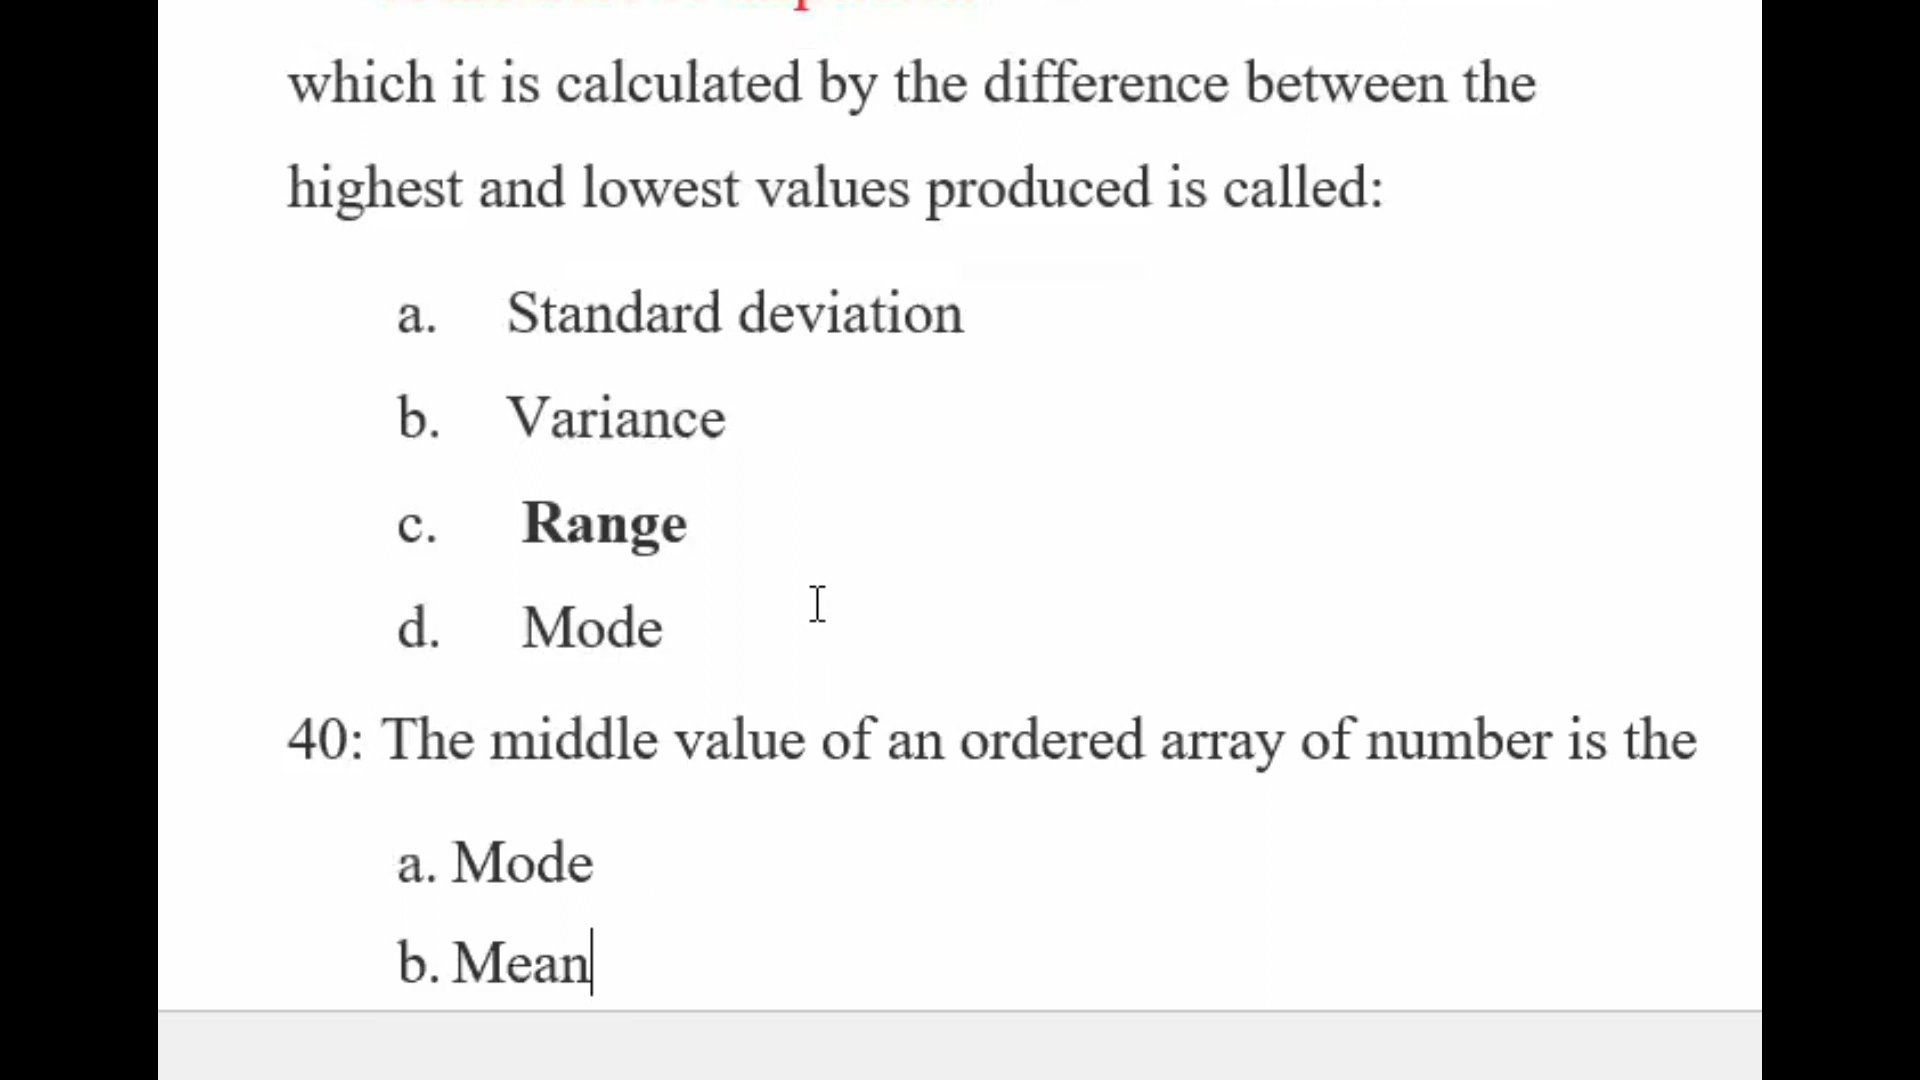 which it is calculated by the difference between the
highest and lowest values produced is called:
a. Standard deviation
b. Variance
c. Range
d. Mode
40: The middle value of an ordered array of number is the
a. Mode
b. Mean